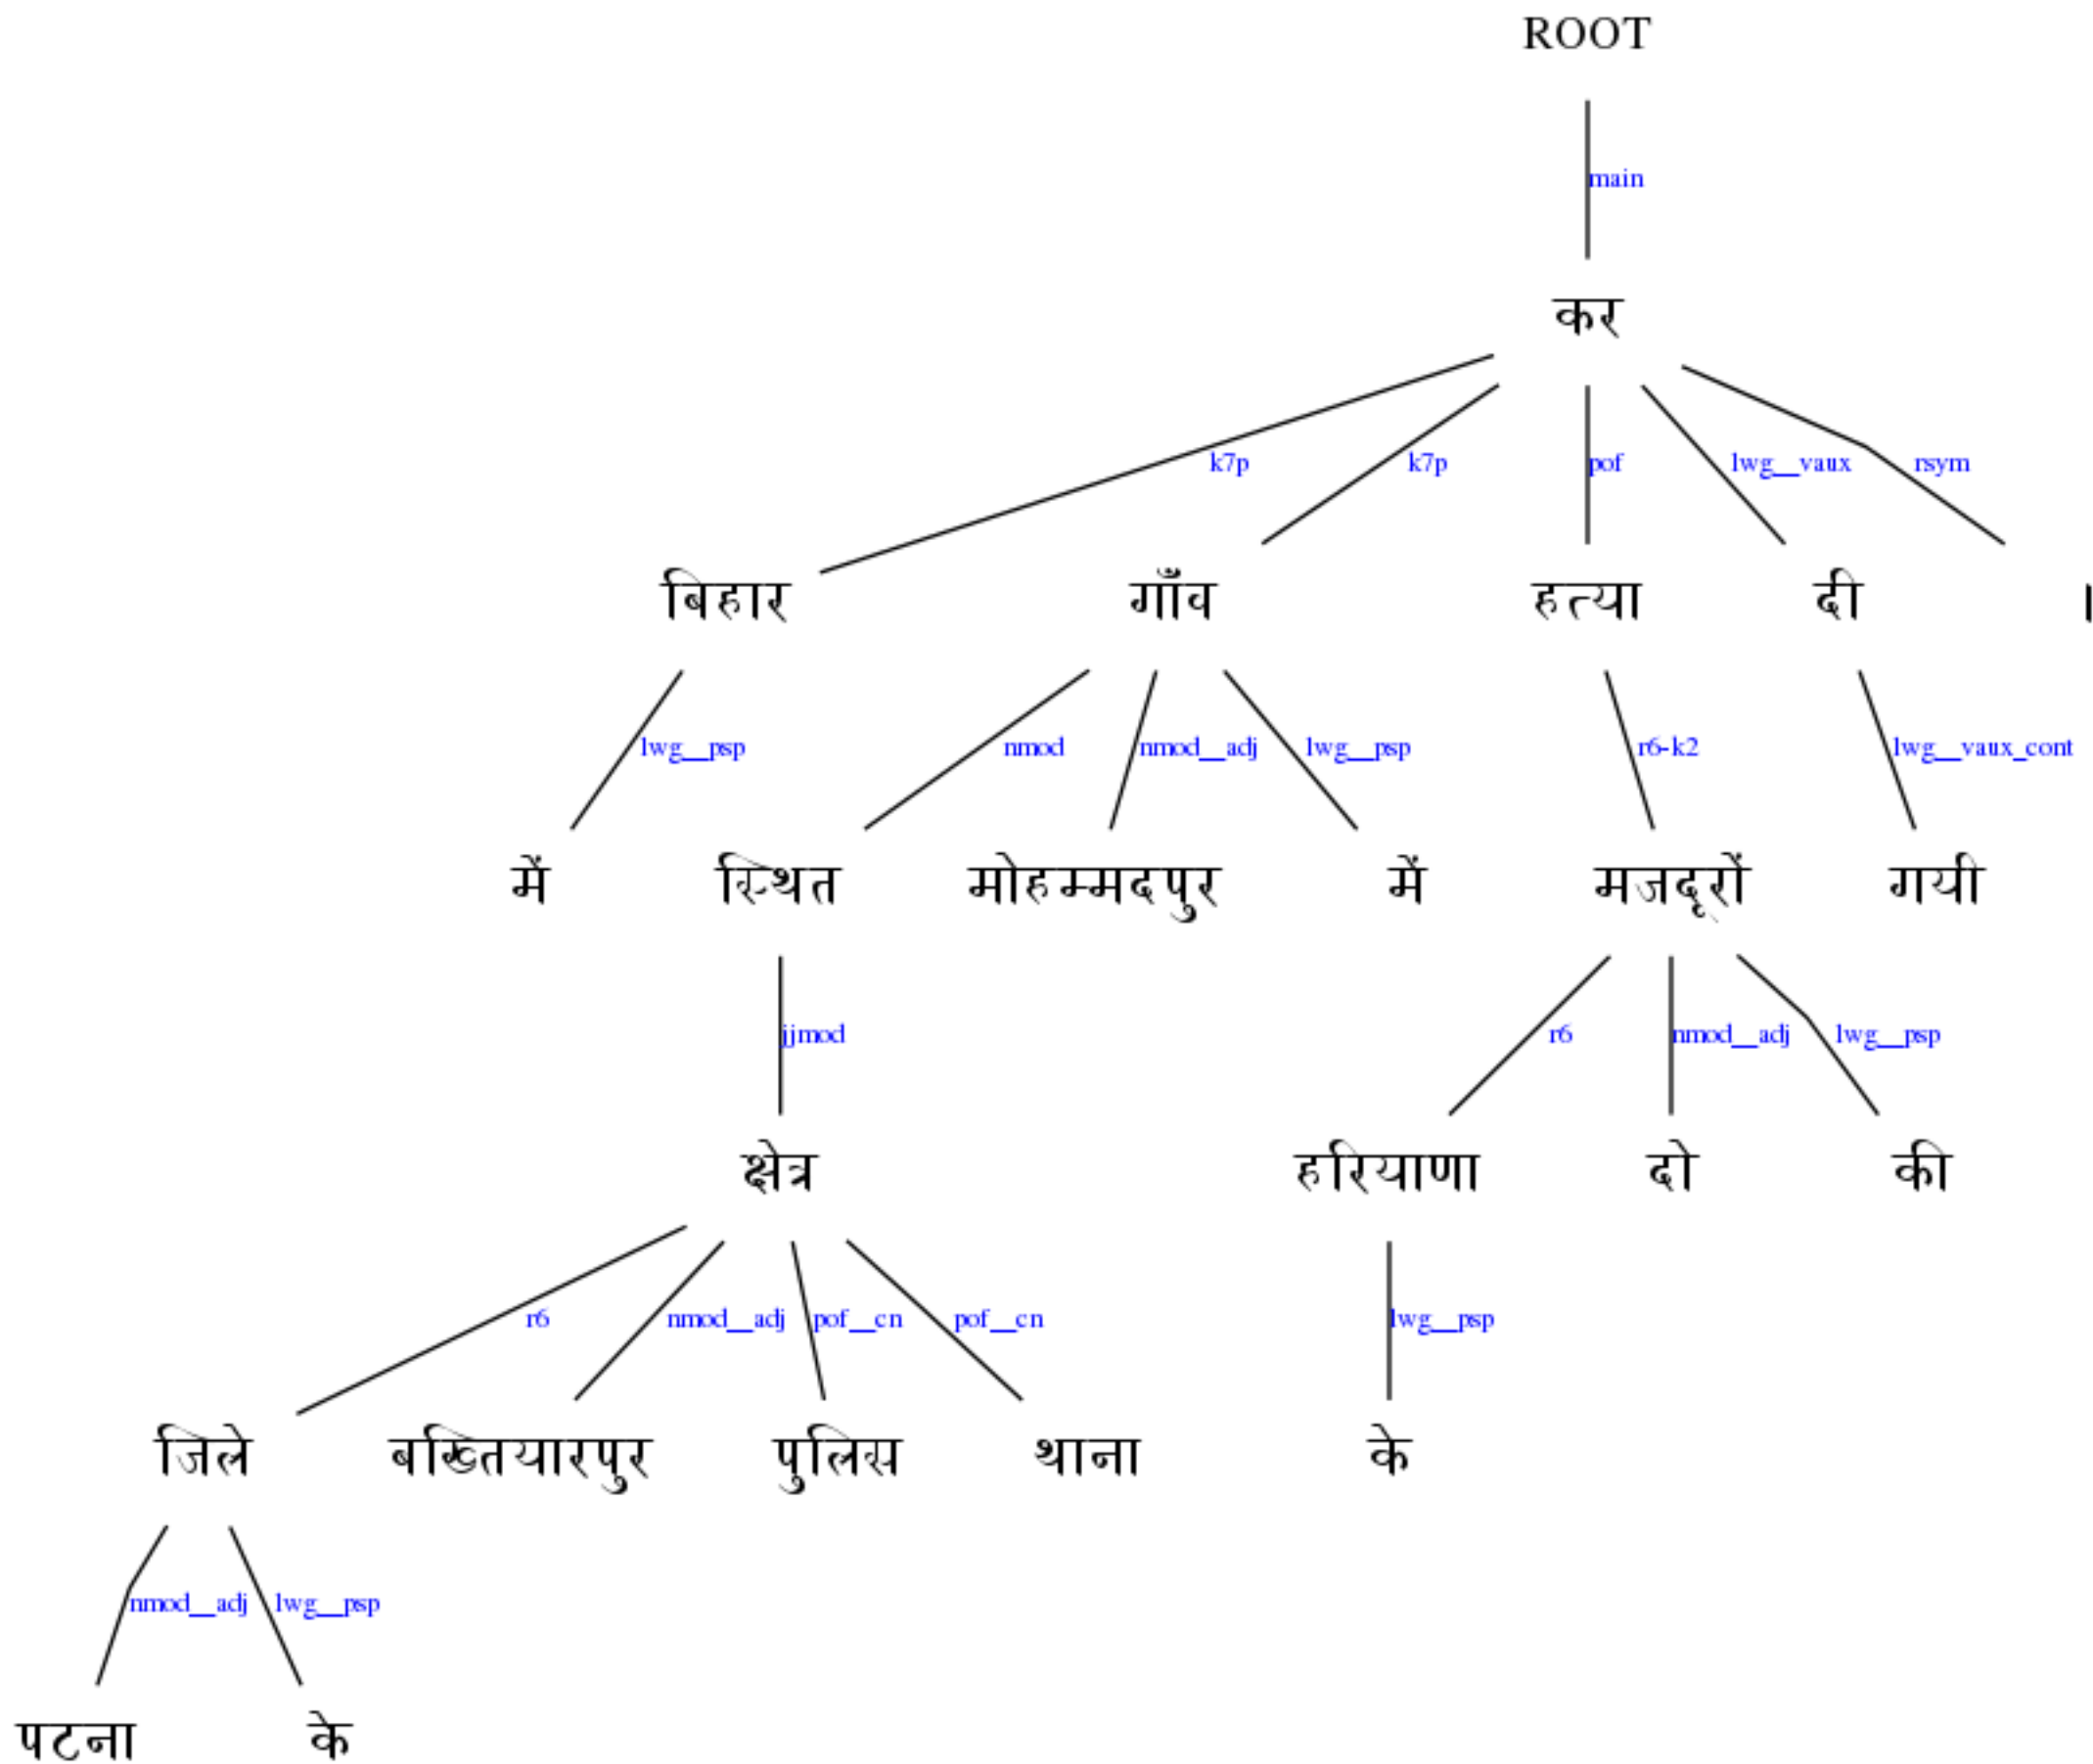 ROOT
main
कर
k7p k7p pof lwg__vaux rsym
बिहार गाँव हत्या दी ।
lwg__psp nmod nmod__adj lwg__psp r6-k2 lwg__vaux_cont
में स्थित मोहम्मदपुर में मजदूरों गयी
jjmod r6 nmod__adj lwg__psp
क्षेत्र हरियाणा दो की
r6 nmod__adj pof__cn pof__cn lwg__psp
जिले बख्तियारपुर पुलिस थाना के
nmod__adj lwg__psp
पटना के